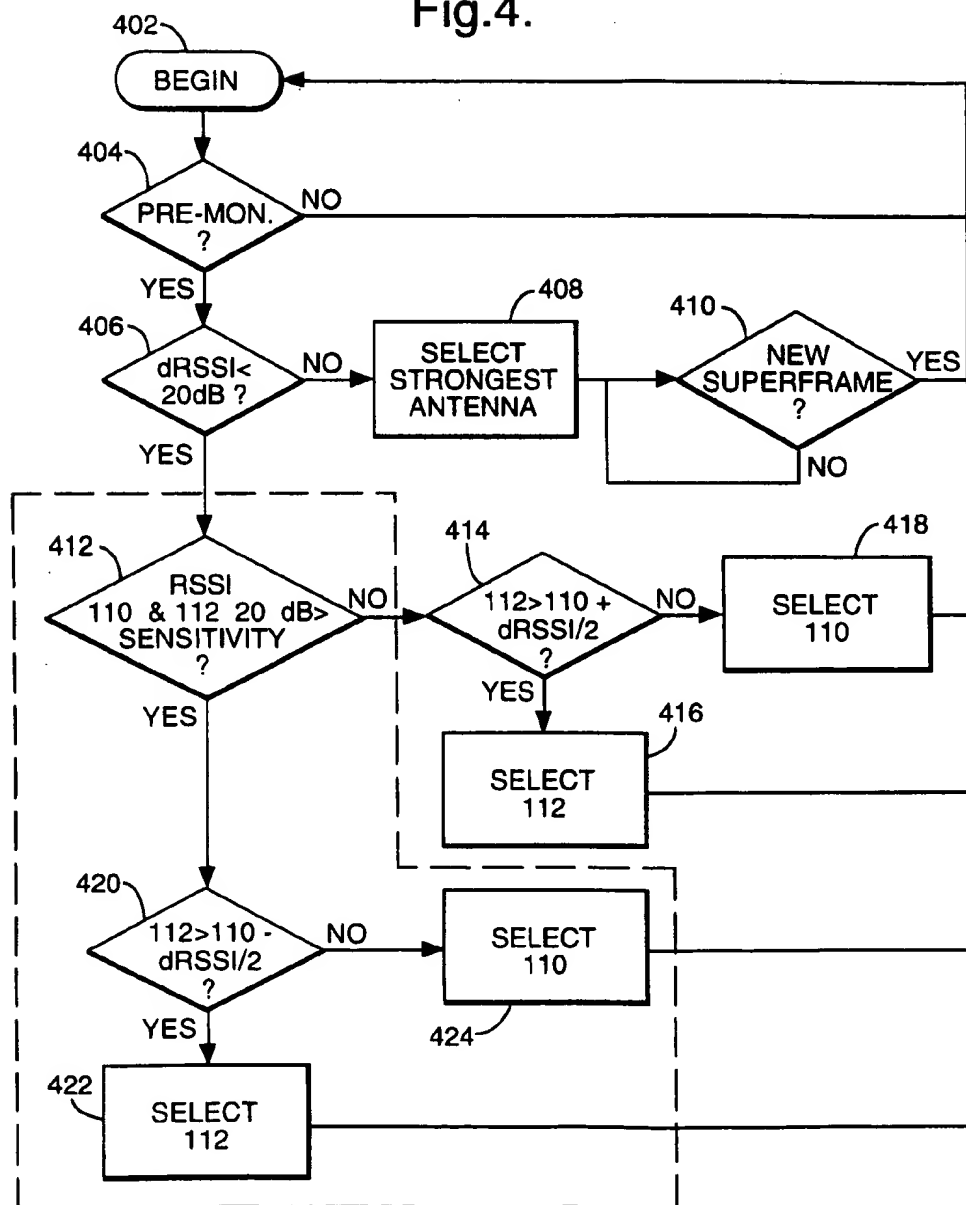 Fig.4.
402
BEGIN
404
PRE-MON.
?
NO
YES
406
dRSSI<
20dB ?
NO
YES
408
SELECT
STRONGEST
ANTENNA
410
NEW
SUPERFRAME
?
YES
NO
412
RSSI
110 & 112 20 dB>
SENSITIVITY
?
NO
YES
414
112>110 +
dRSSI/2
?
NO
YES
418
SELECT
110
416
SELECT
112
420
112>110 -
dRSSI/2
?
NO
YES
SELECT
110
424
422
SELECT
112